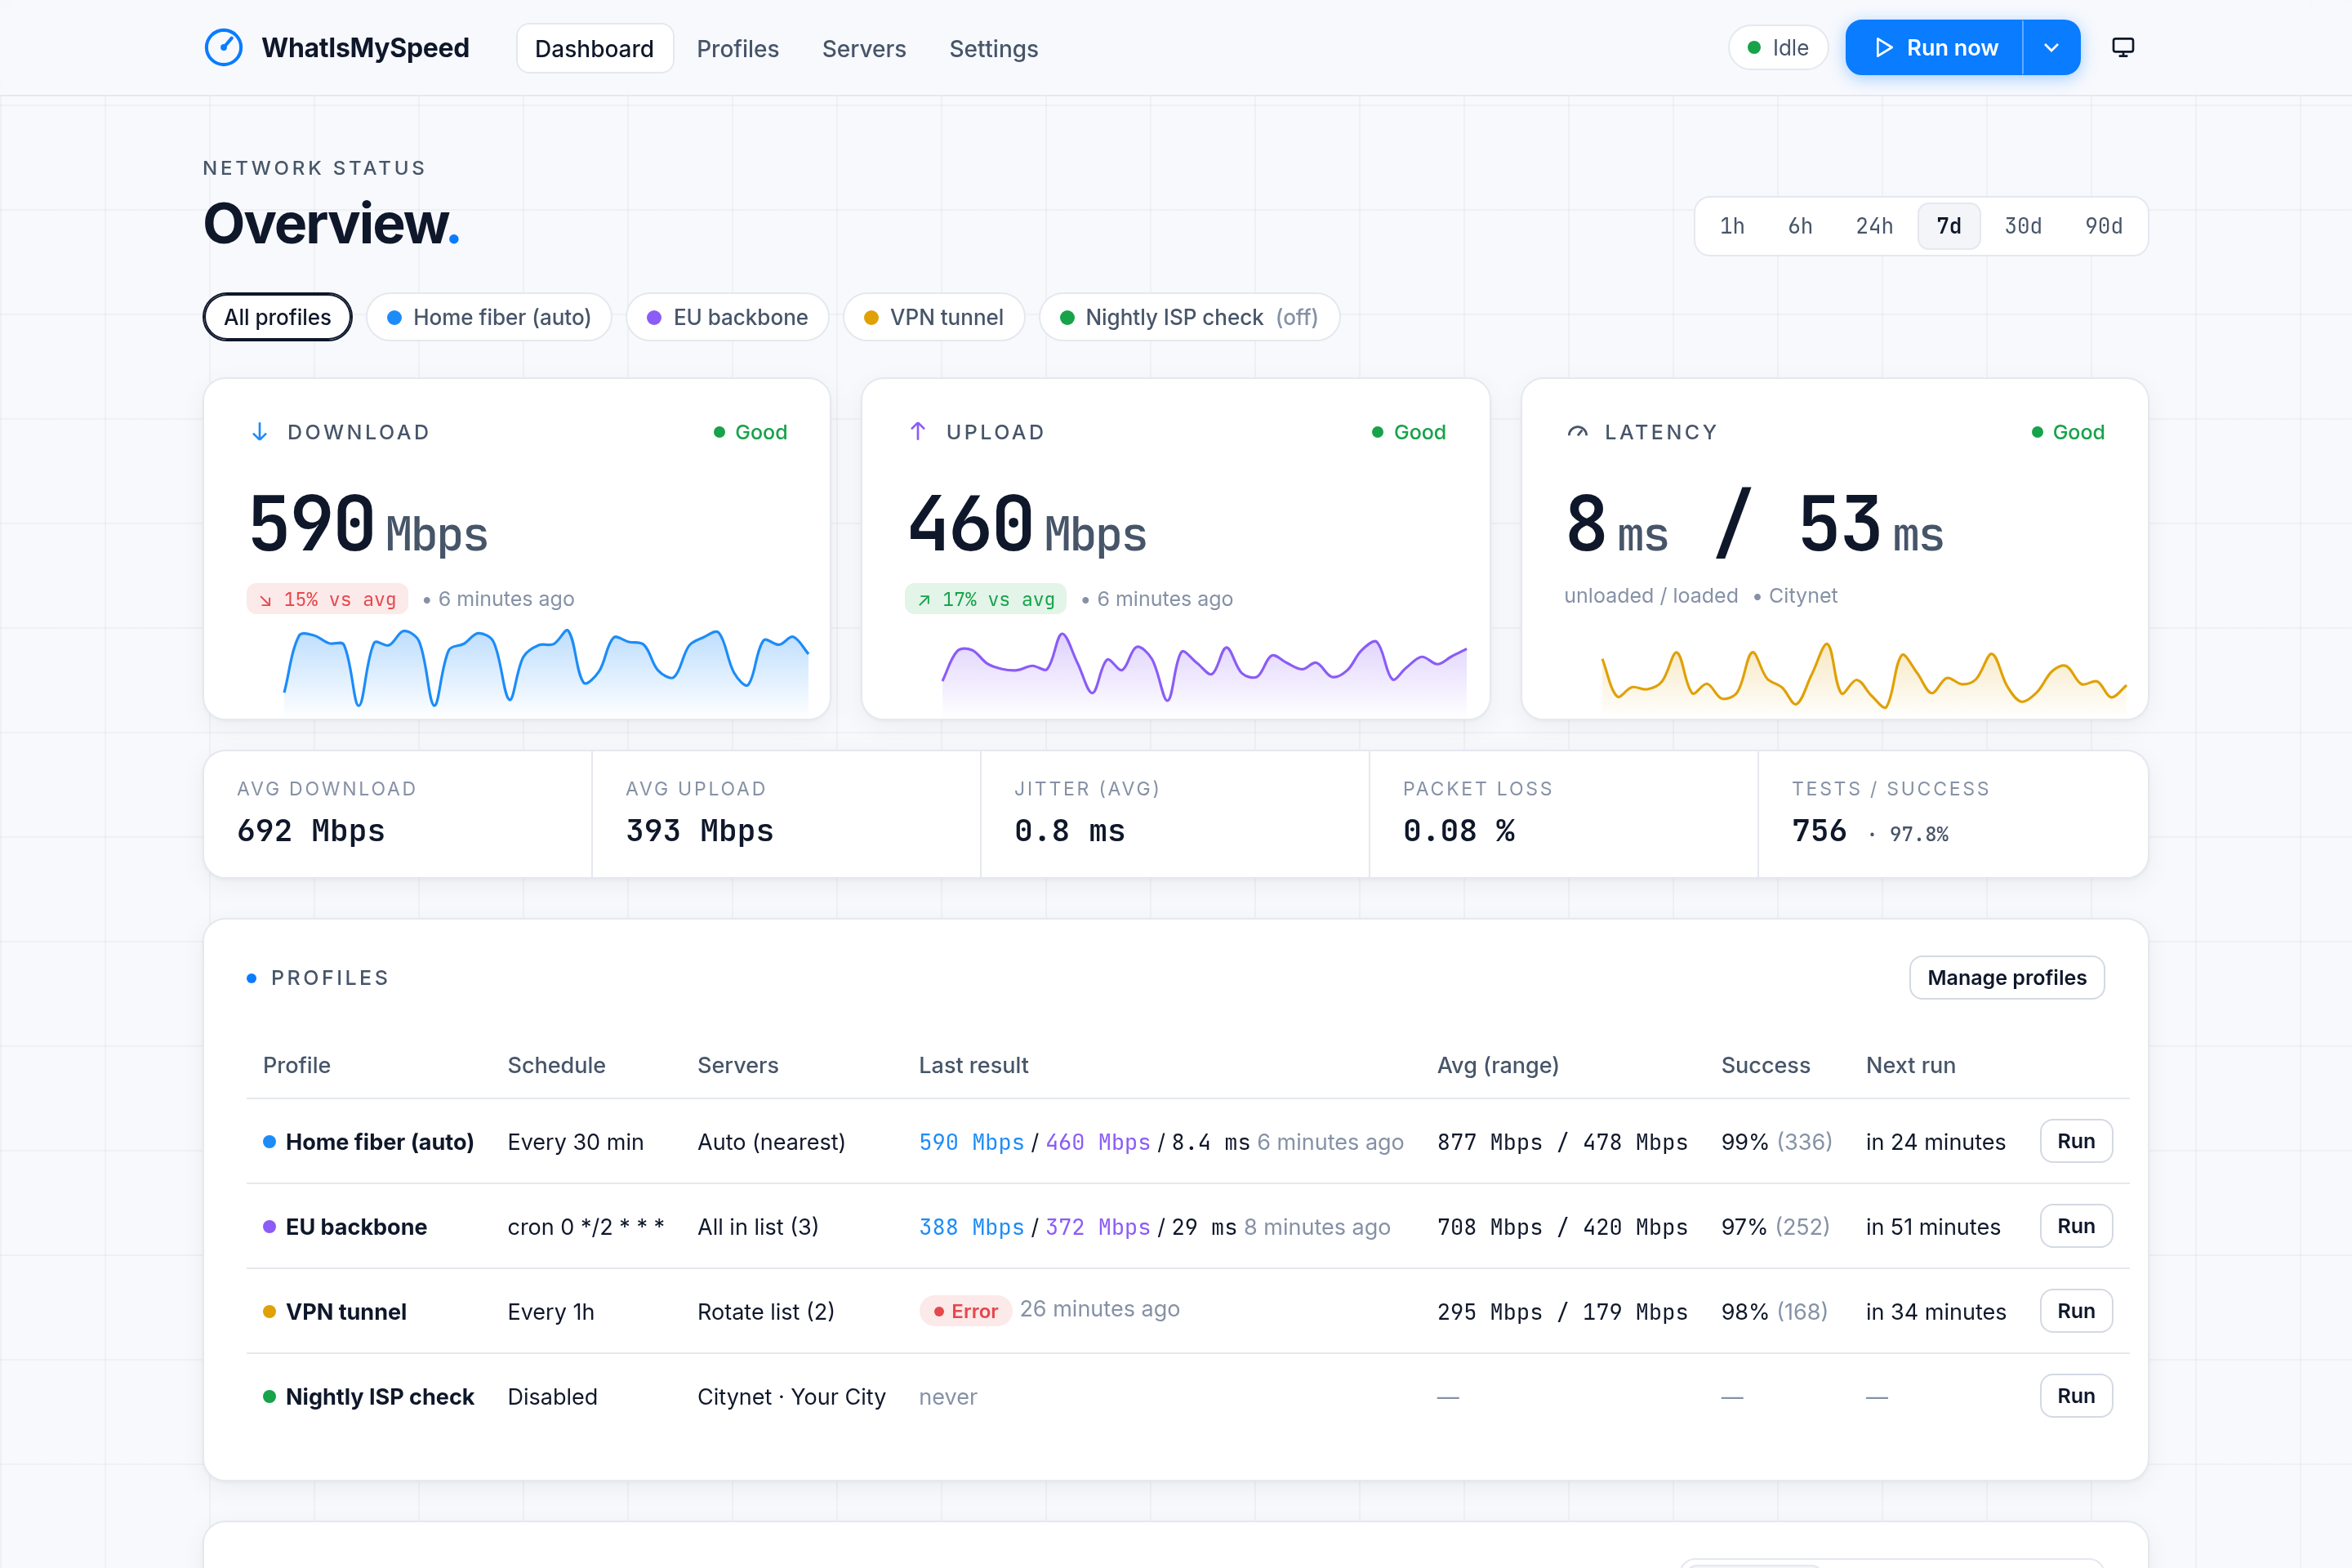 WhatIsMySpeed Dashboard Profiles Servers Settings Idle Run now
NETWORK STATUS
Overview.
1h 6h 24h 7d 30d 90d
All profiles Home fiber (auto) EU backbone VPN tunnel Nightly ISP check (off)
DOWNLOAD Good
590 Mbps
15% vs avg • 6 minutes ago
UPLOAD Good
460 Mbps
17% vs avg • 6 minutes ago
LATENCY Good
8 ms / 53 ms
unloaded / loaded • Citynet
AVG DOWNLOAD
692 Mbps
AVG UPLOAD
393 Mbps
JITTER (AVG)
0.8 ms
PACKET LOSS
0.08 %
TESTS / SUCCESS
756 · 97.8%
PROFILES Manage profiles
Profile Schedule Servers Last result Avg (range) Success Next run
Home fiber (auto) Every 30 min Auto (nearest) 590 Mbps / 460 Mbps / 8.4 ms 6 minutes ago 877 Mbps / 478 Mbps 99% (336) in 24 minutes Run
EU backbone cron 0 */2 * * * All in list (3) 388 Mbps / 372 Mbps / 29 ms 8 minutes ago 708 Mbps / 420 Mbps 97% (252) in 51 minutes Run
VPN tunnel Every 1h Rotate list (2) Error 26 minutes ago 295 Mbps / 179 Mbps 98% (168) in 34 minutes Run
Nightly ISP check Disabled Citynet · Your City never — — — Run